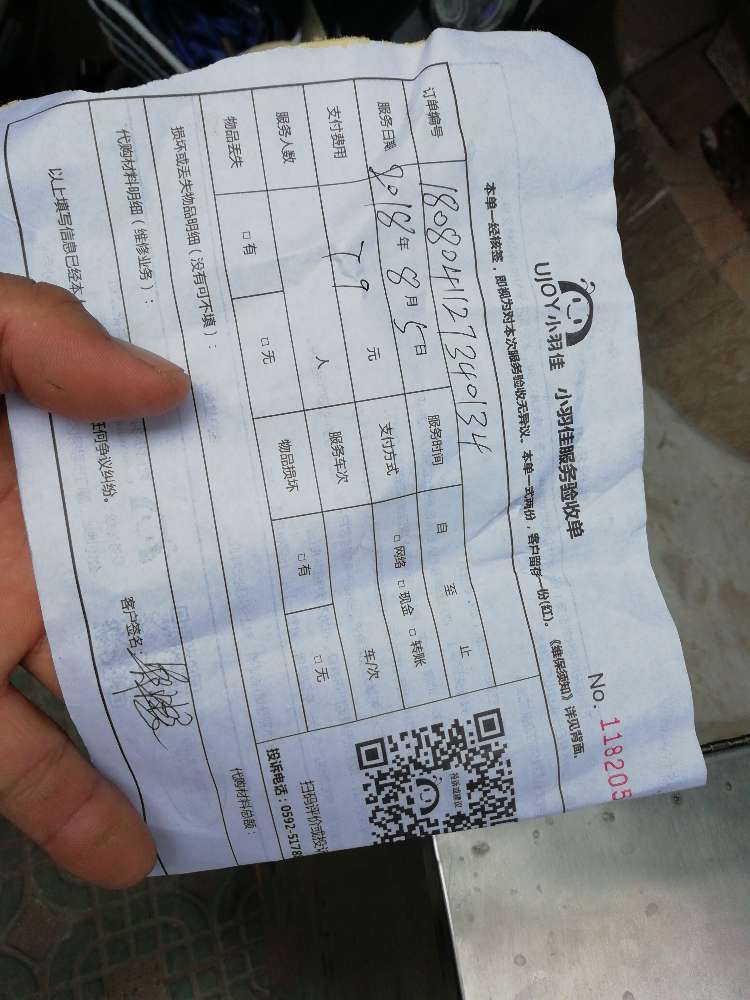 UJOY小羽佳 小羽佳服务验收单
No. 118205
本单一经核签，即视为对本次服务验收无异议。本单一式两份，客户留存一份(红)。《维保须知》详见背面。
订单编号 180804112734034
服务时间 自 至 止
服务日期 2018年8月5日
支付方式 □网络 □现金 □转账
支付费用 79 元
服务车次 车/次
服务人数 人
物品丢失 □有 □无
物品损坏 □有 □无
损坏或丢失物品明细（没有可不填）：
扫码评价或投诉
投诉电话：0592-5178
代购材料明细（维修业务）：
代购材料总额：
以上填写信息已经本 任何争议纠纷。
客户签名：